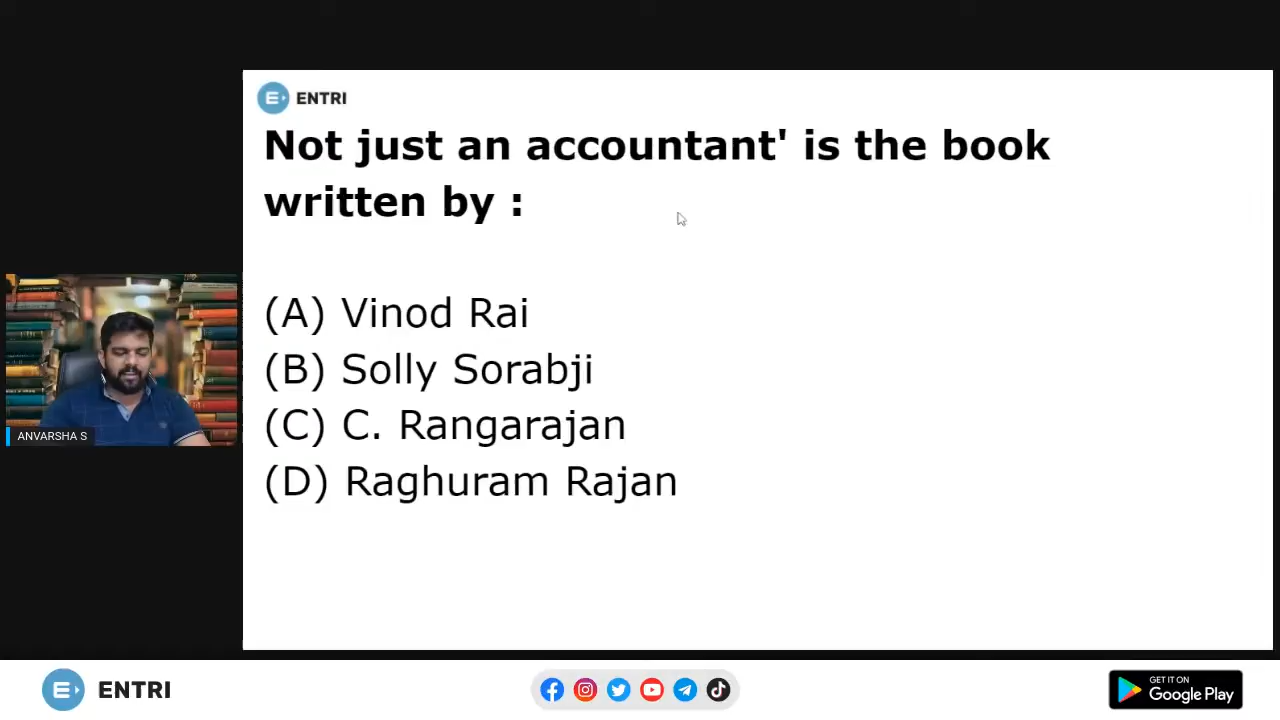 ENTRI
Not just an accountant' is the book
written by :
(A) Vinod Rai
(B) Solly Sorabji
(C) C. Rangarajan
(D) Raghuram Rajan
ANVARSHA S
ENTRI
GET IT ON
Google Play